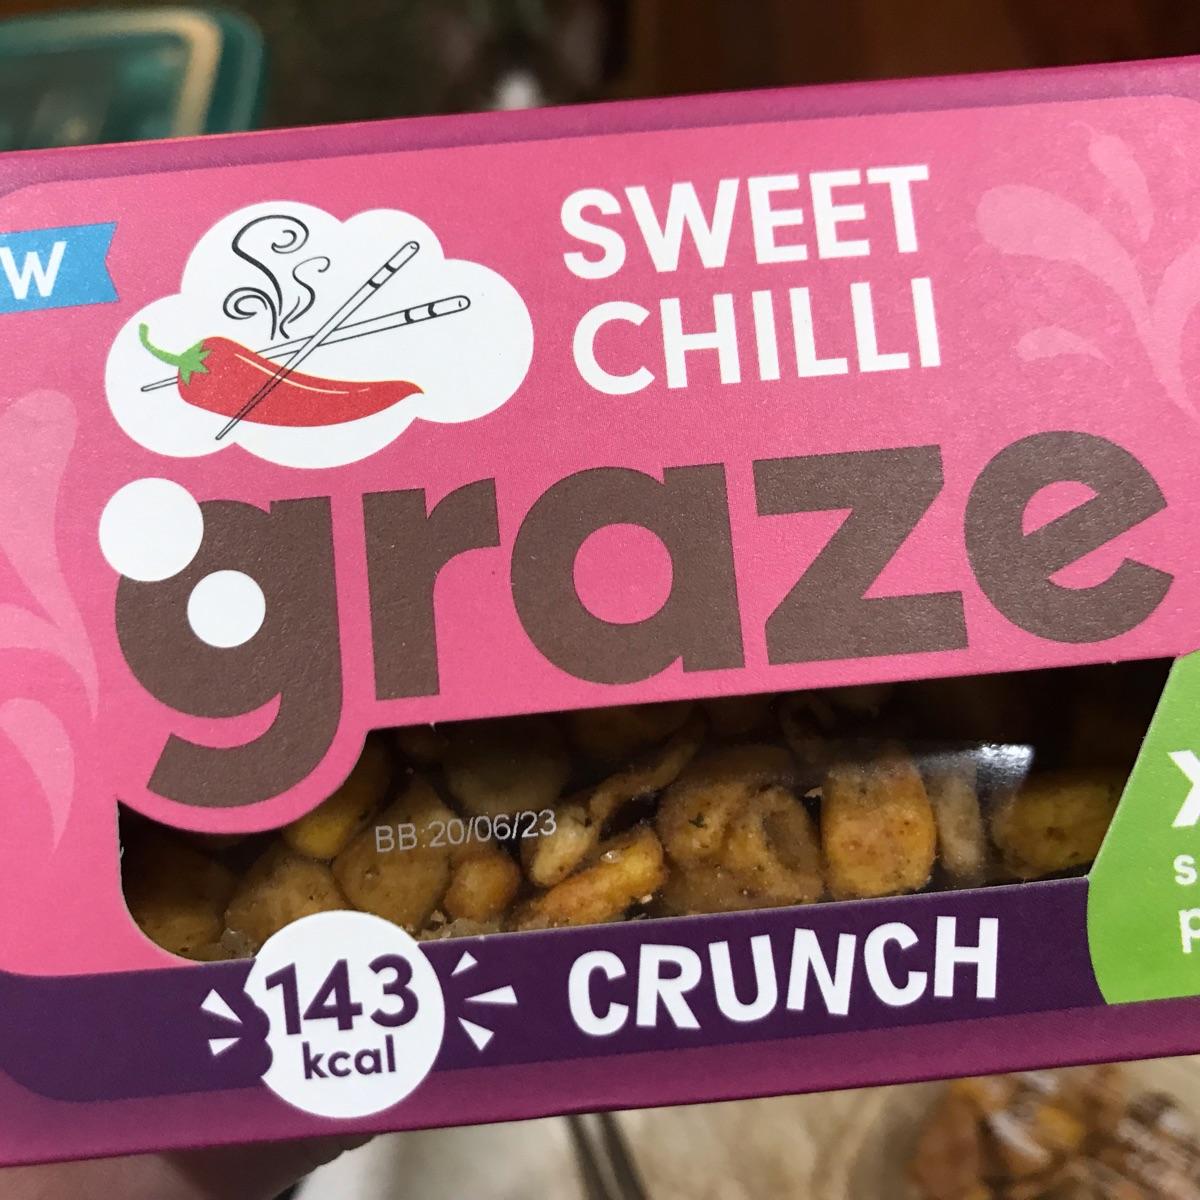 W
SWEET
CHILLI
graze
BB:20/06/23
143
kcal
CRUNCH